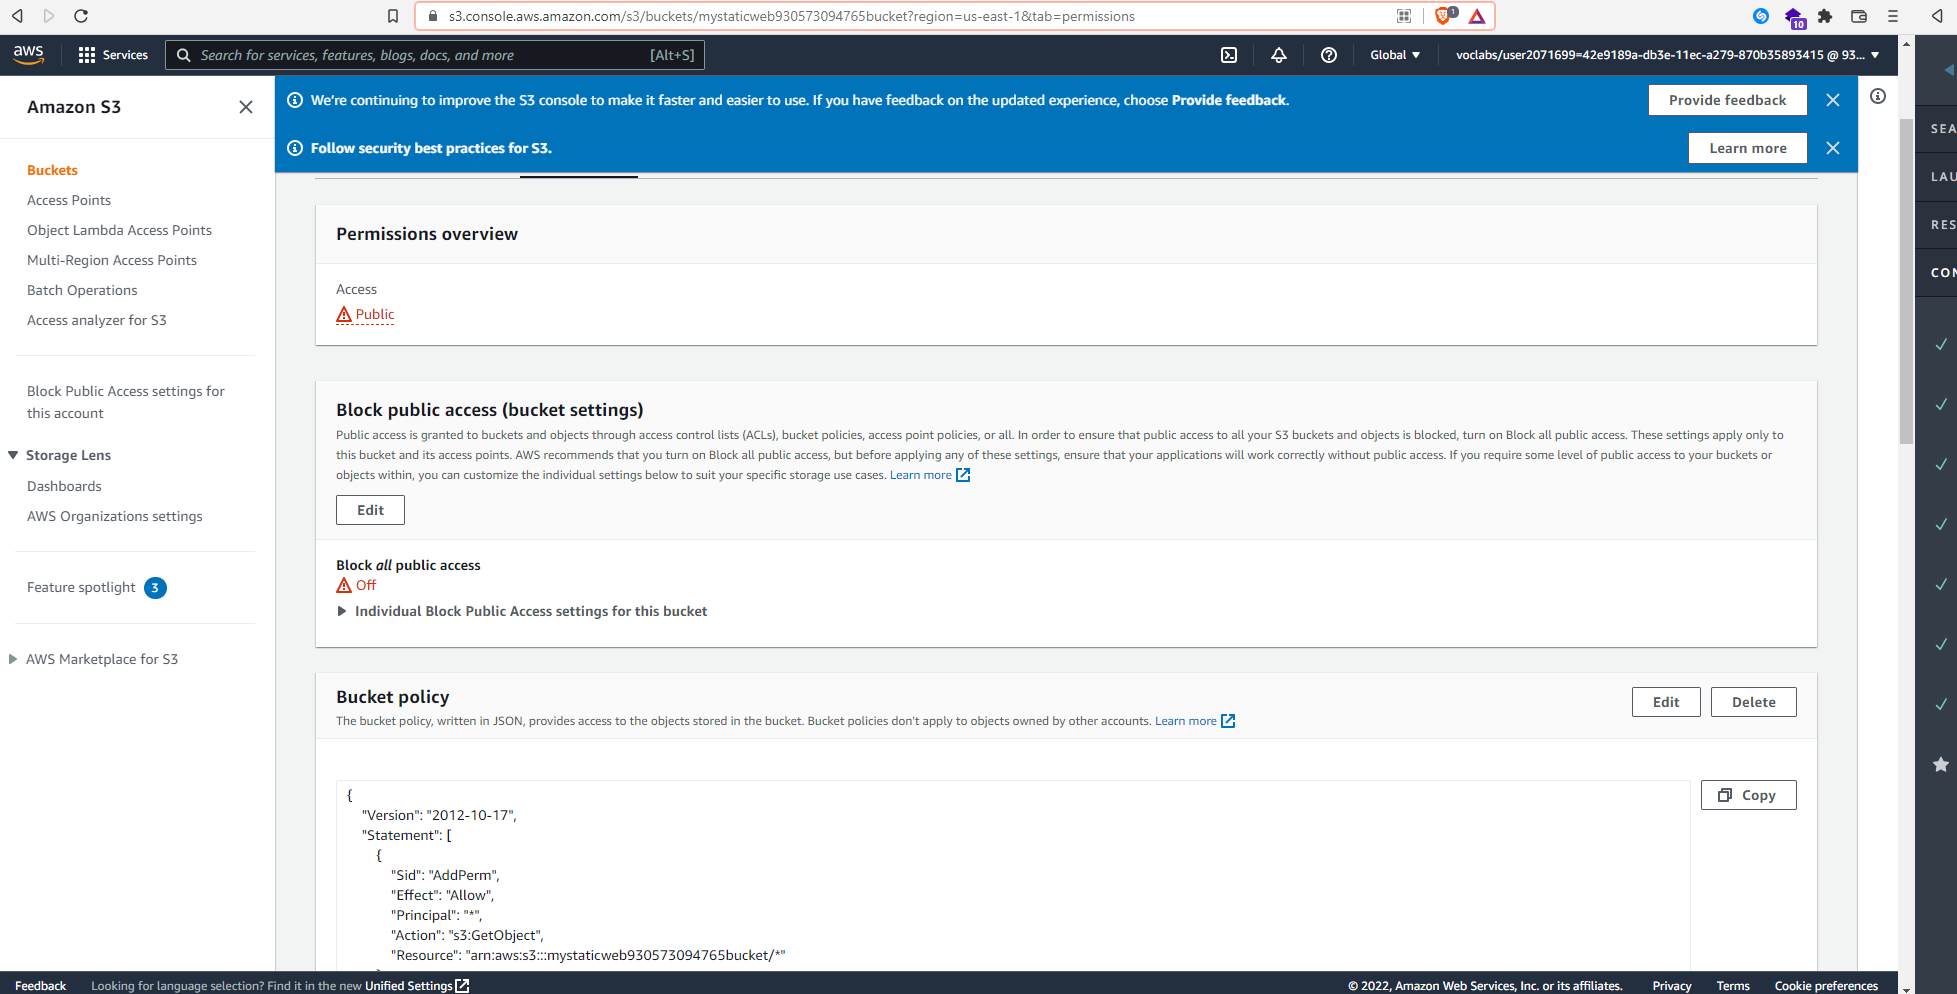 s3.console.aws.amazon.com/s3/buckets/mystaticweb930573094765bucket?region=us-east-1&tab=permissions
1
10
aws
Services
Search for services, features, blogs, docs, and more
[Alt+S]
Global
voclabs/user2071699=42e9189a-db3e-11ec-a279-870b35893415 @ 93...
Amazon S3
Buckets
Access Points
Object Lambda Access Points
Multi-Region Access Points
Batch Operations
Access analyzer for S3
Block Public Access settings for
this account
Storage Lens
Dashboards
AWS Organizations settings
Feature spotlight 3
AWS Marketplace for S3
We're continuing to improve the S3 console to make it faster and easier to use. If you have feedback on the updated experience, choose Provide feedback.
Provide feedback
Follow security best practices for S3.
Learn more
Permissions overview
Access
Public
Block public access (bucket settings)
Public access is granted to buckets and objects through access control lists (ACLs), bucket policies, access point policies, or all. In order to ensure that public access to all your S3 buckets and objects is blocked, turn on Block all public access. These settings apply only to
this bucket and its access points. AWS recommends that you turn on Block all public access, but before applying any of these settings, ensure that your applications will work correctly without public access. If you require some level of public access to your buckets or
objects within, you can customize the individual settings below to suit your specific storage use cases. Learn more
Edit
Block all public access
Off
Individual Block Public Access settings for this bucket
Bucket policy
The bucket policy, written in JSON, provides access to the objects stored in the bucket. Bucket policies don't apply to objects owned by other accounts. Learn more
Edit
Delete
Copy
{
"Version": "2012-10-17",
"Statement": [
{
"Sid": "AddPerm",
"Effect": "Allow",
"Principal": "*",
"Action": "s3:GetObject",
"Resource": "arn:aws:s3:::mystaticweb930573094765bucket/*"
SEA
LAU
RES
CON
Feedback
Looking for language selection? Find it in the new Unified Settings
© 2022, Amazon Web Services, Inc. or its affiliates.
Privacy
Terms
Cookie preferences